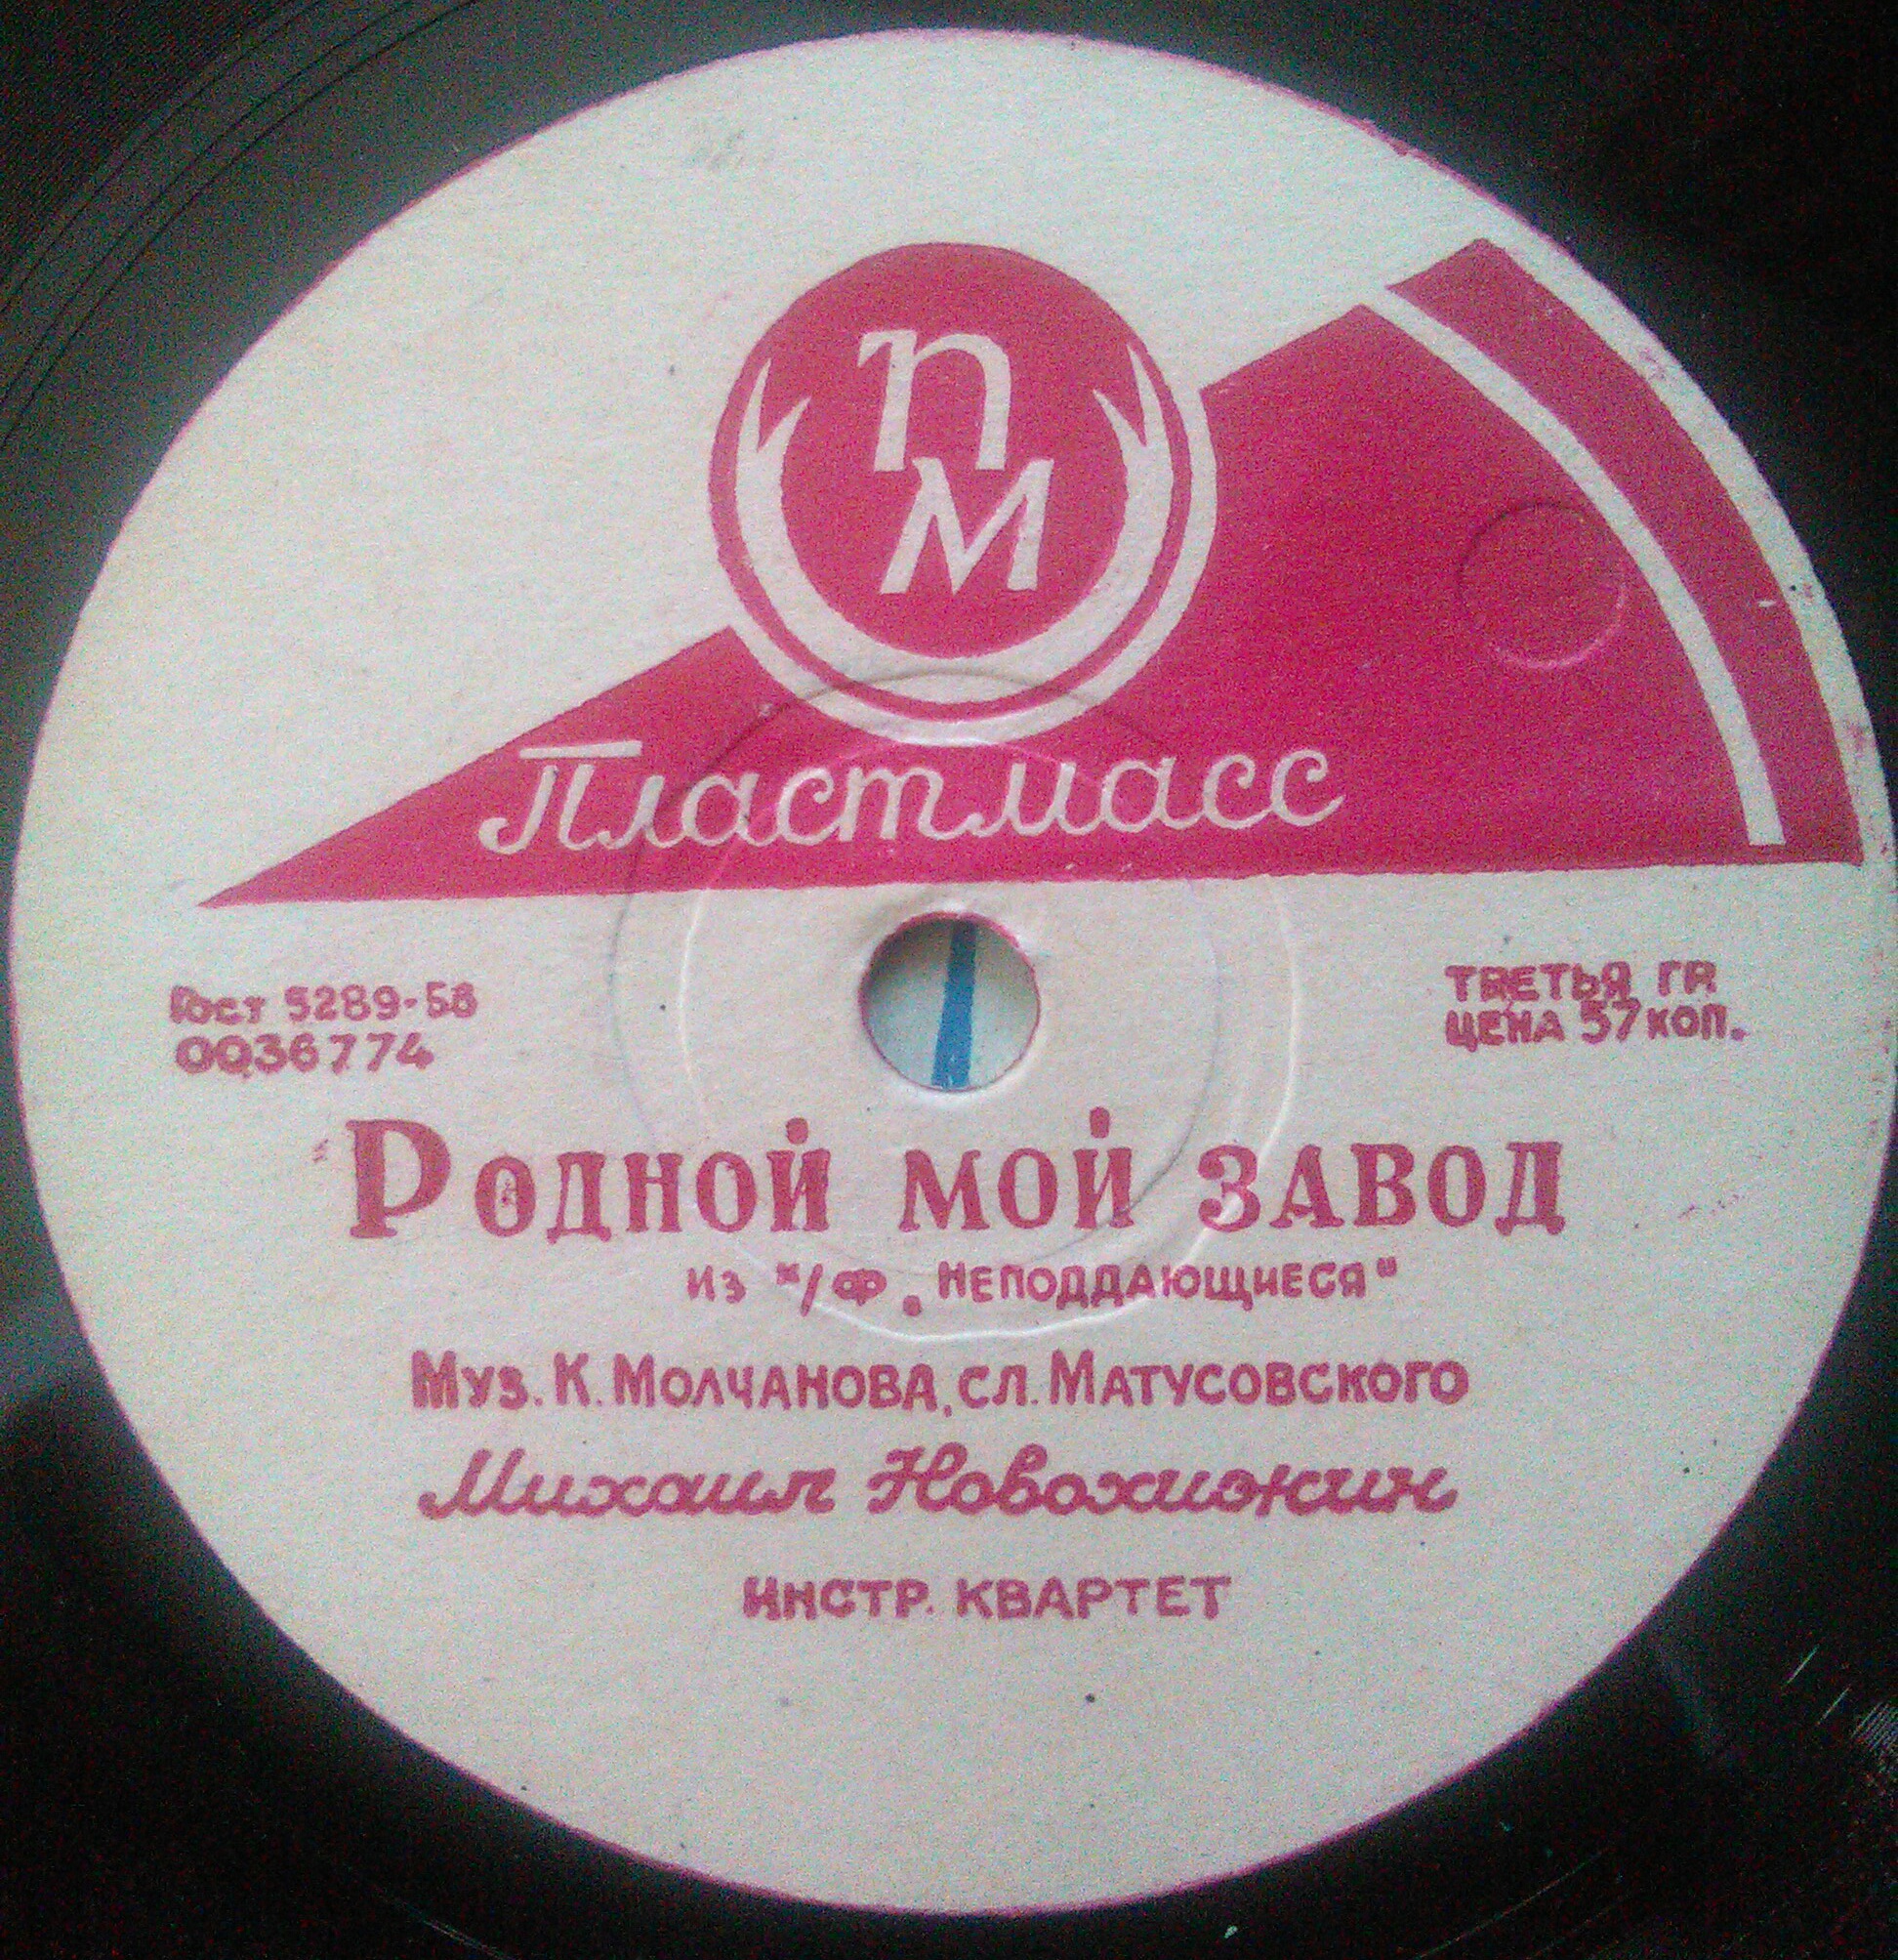 ПМ
Пластмасс
Гост 5289-56
0036774
ТРЕТЬЯ ГР.
ЦЕНА 57 КОП.
РОДНОЙ МОЙ ЗАВОД
ИЗ к/Ф „НЕПОДДАЮЩИЕСЯ"
МУЗ. К. МОЛЧАНОВА, СЛ. МАТУСОВСКОГО
Михаил Новохижин
ИНСТР. КВАРТЕТ